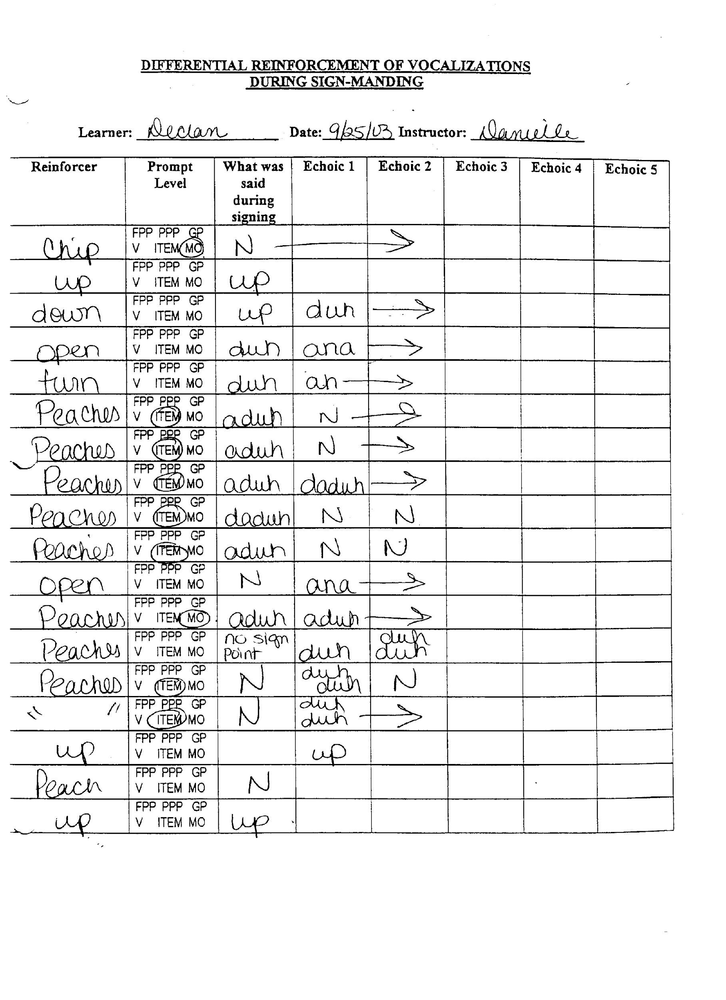 DIFFERENTIAL REINFORCEMENT OF VOCALIZATIONS
DURING SIGN-MANDING
Learner: Declan Date: 9/25/03 Instructor: Danielle
Reinforcer Prompt Level What was said during signing Echoic 1 Echoic 2 Echoic 3 Echoic 4 Echoic 5
FPP PPP GP
Chip V ITEM MO N →
FPP PPP GP
up V ITEM MO up
FPP PPP GP
down V ITEM MO up duh →
FPP PPP GP
open V ITEM MO duh ana →
FPP PPP GP
turn V ITEM MO duh ah →
FPP PPP GP
Peaches V ITEM MO aduh N →
FPP PPP GP
Peaches V ITEM MO aduh N →
FPP PPP GP
Peaches V ITEM MO aduh daduh →
FPP PPP GP
Peaches V ITEM MO daduh N N
FPP PPP GP
Peaches V ITEM MO aduh N N
FPP PPP GP
open V ITEM MO N ana →
FPP PPP GP
Peaches V ITEM MO aduh aduh →
FPP PPP GP no sign duh
Peaches V ITEM MO point duh duh
FPP PPP GP duh
Peaches V ITEM MO N duh N
FPP PPP GP duh
" " V ITEM MO N duh →
FPP PPP GP
up V ITEM MO up
FPP PPP GP
Peach V ITEM MO N
FPP PPP GP
up V ITEM MO up